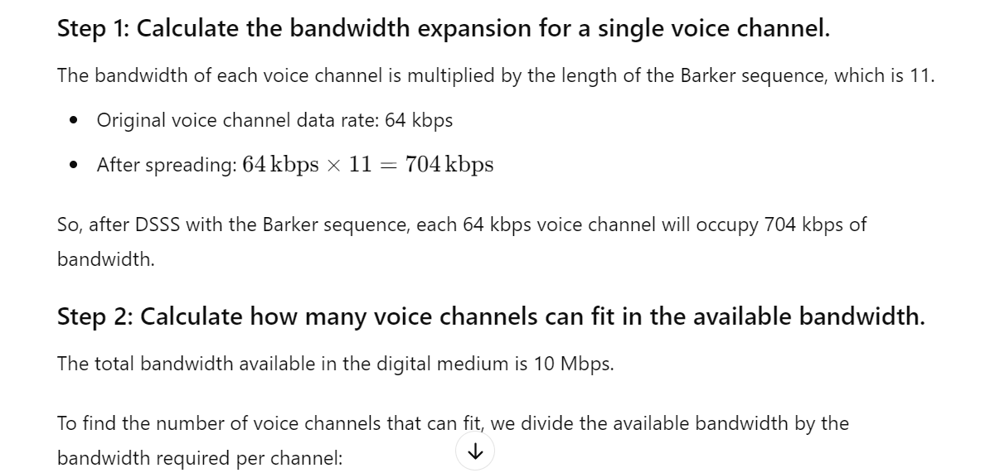 Step 1: Calculate the bandwidth expansion for a single voice channel.
The bandwidth of each voice channel is multiplied by the length of the Barker sequence, which is 11.
• Original voice channel data rate: 64 kbps
• After spreading: 64 kbps × 11 = 704 kbps
So, after DSSS with the Barker sequence, each 64 kbps voice channel will occupy 704 kbps of
bandwidth.
Step 2: Calculate how many voice channels can fit in the available bandwidth.
The total bandwidth available in the digital medium is 10 Mbps.
To find the number of voice channels that can fit, we divide the available bandwidth by the
bandwidth required per channel: